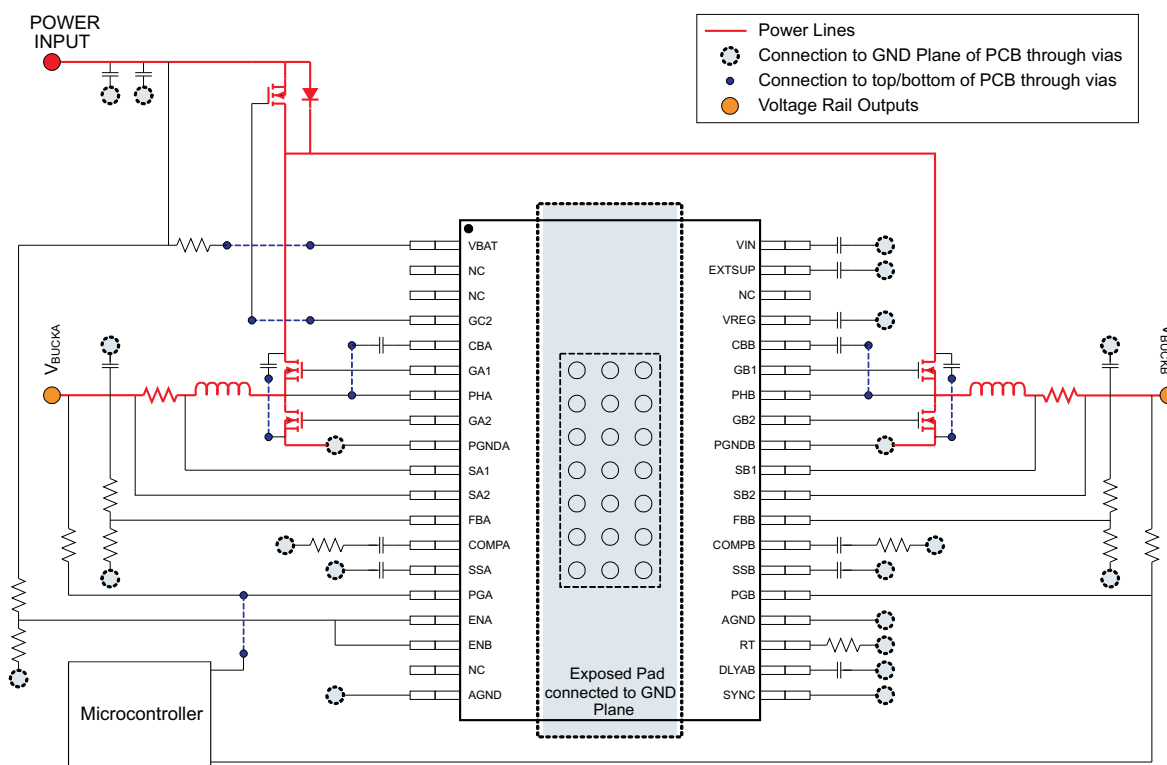 POWER
INPUT
Power Lines
Connection to GND Plane of PCB through vias
Connection to top/bottom of PCB through vias
Voltage Rail Outputs
VBUCKA
VBAT
NC
NC
GC2
CBA
GA1
PHA
GA2
PGNDA
SA1
SA2
FBA
COMPA
SSA
PGA
ENA
ENB
NC
AGND
VIN
EXTSUP
NC
VREG
CBB
GB1
PHB
GB2
PGNDB
SB1
SB2
FBB
COMPB
SSB
PGB
AGND
RT
DLYAB
SYNC
VBUCKB
Exposed Pad
connected to GND
Plane
Microcontroller